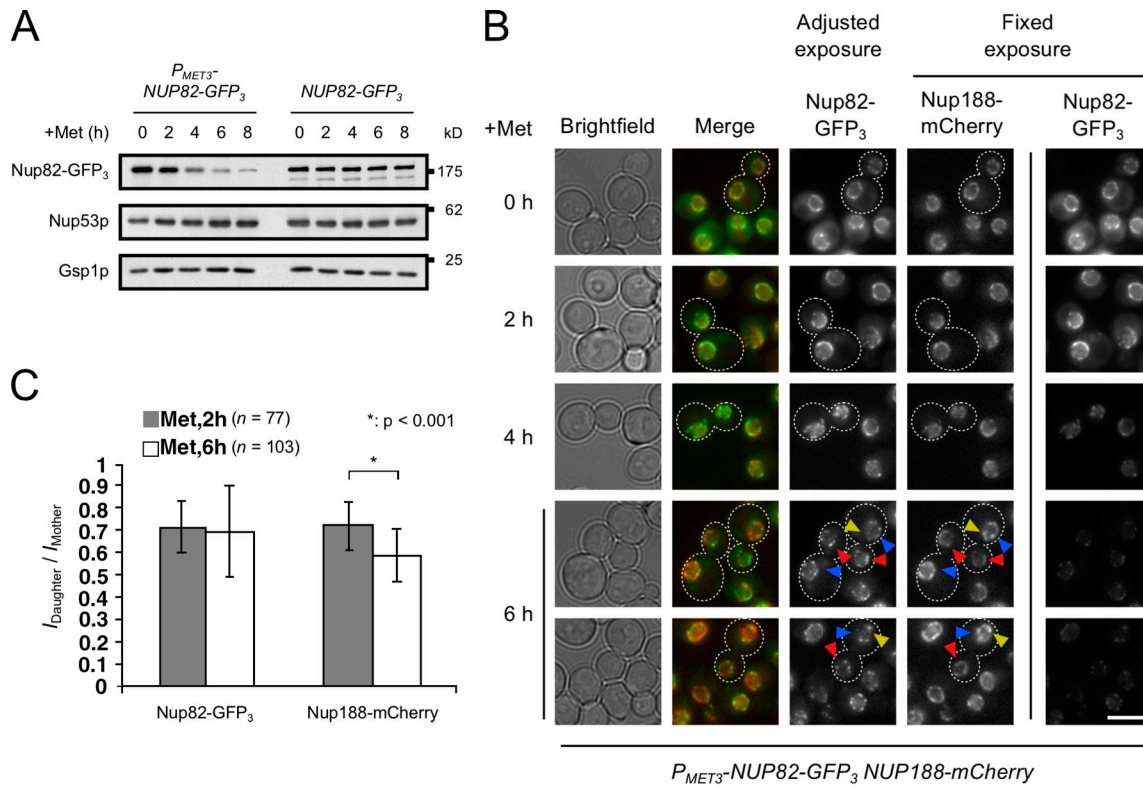 A
P_MET3-
NUP82-GFP3 NUP82-GFP3
+Met (h) 0 2 4 6 8 0 2 4 6 8 kD
Nup82-GFP3 175
Nup53p 62
Gsp1p 25
B
Adjusted exposure Fixed exposure
+Met Brightfield Merge Nup82-GFP3 Nup188-mCherry Nup82-GFP3
0 h
2 h
4 h
6 h
P_MET3-NUP82-GFP3 NUP188-mCherry
C
Met,2h (n = 77) *: p < 0.001
Met,6h (n = 103)
*
I_Daughter / I_Mother
1
0.9
0.8
0.7
0.6
0.5
0.4
0.3
0.2
0.1
0
Nup82-GFP3 Nup188-mCherry